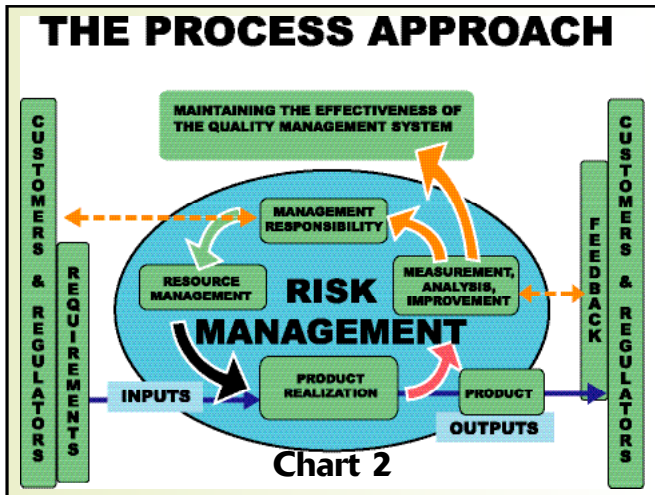 THE PROCESS APPROACH
MAINTAINING THE EFFECTIVENESS OF
THE QUALITY MANAGEMENT SYSTEM
CUSTOMERS & REGULATORS
REQUIREMENTS
MANAGEMENT
RESPONSIBILITY
RESOURCE
MANAGEMENT
MEASUREMENT,
ANALYSIS,
IMPROVEMENT
RISK
MANAGEMENT
PRODUCT
REALIZATION
INPUTS
PRODUCT
OUTPUTS
FEEDBACK
CUSTOMERS & REGULATORS
Chart 2